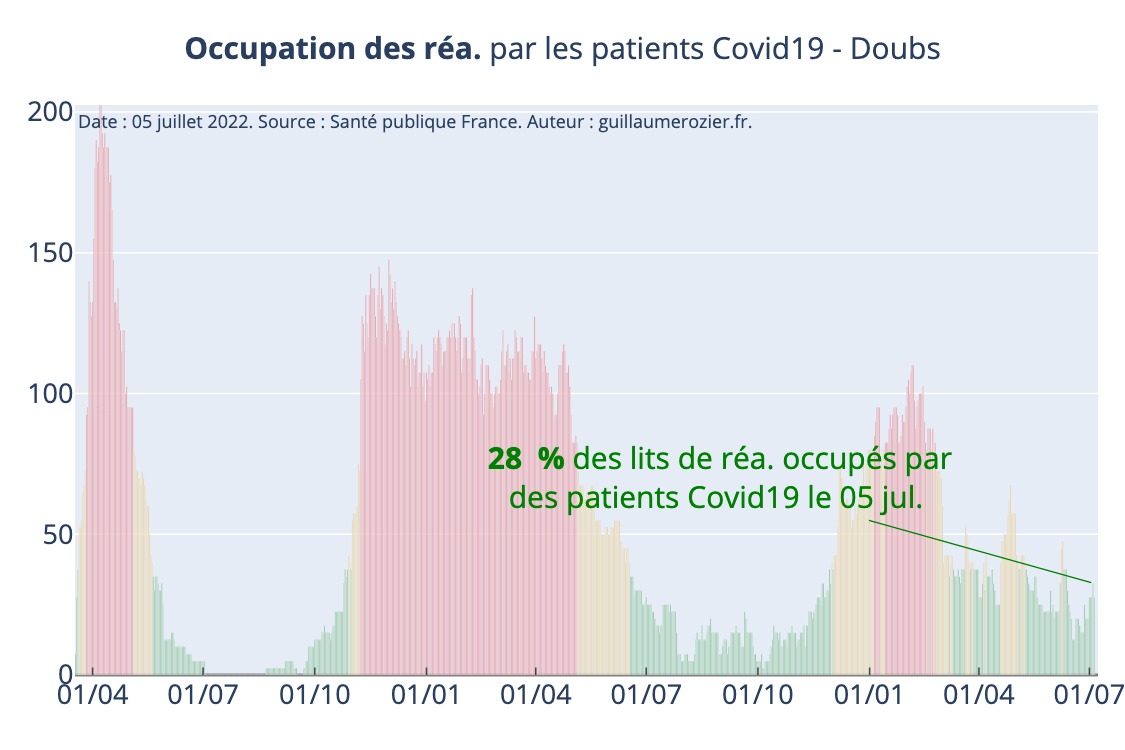 Occupation des réa. par les patients Covid19 - Doubs
200
Date : 05 juillet 2022. Source : Santé publique France. Auteur : guillaumerozier.fr.
150
100
28 % des lits de réa. occupés par
des patients Covid19 le 05 jul.
50
0
01/04 01/07 01/10 01/01 01/04 01/07 01/10 01/01 01/04 01/07